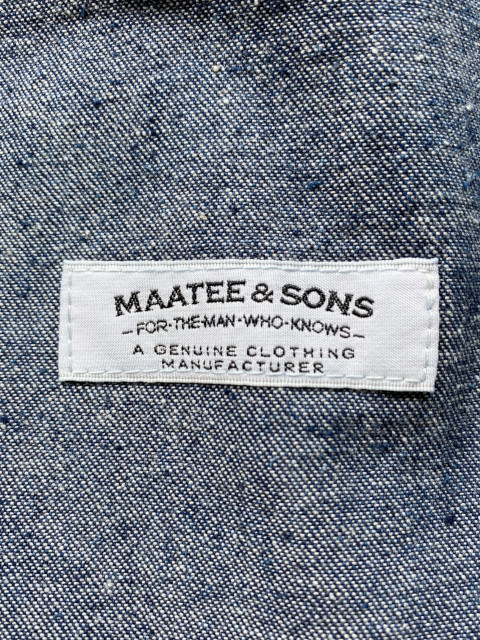 MAATEE & SONS
-FOR·THE·MAN·WHO·KNOWS-
A GENUINE CLOTHING
MANUFACTURER